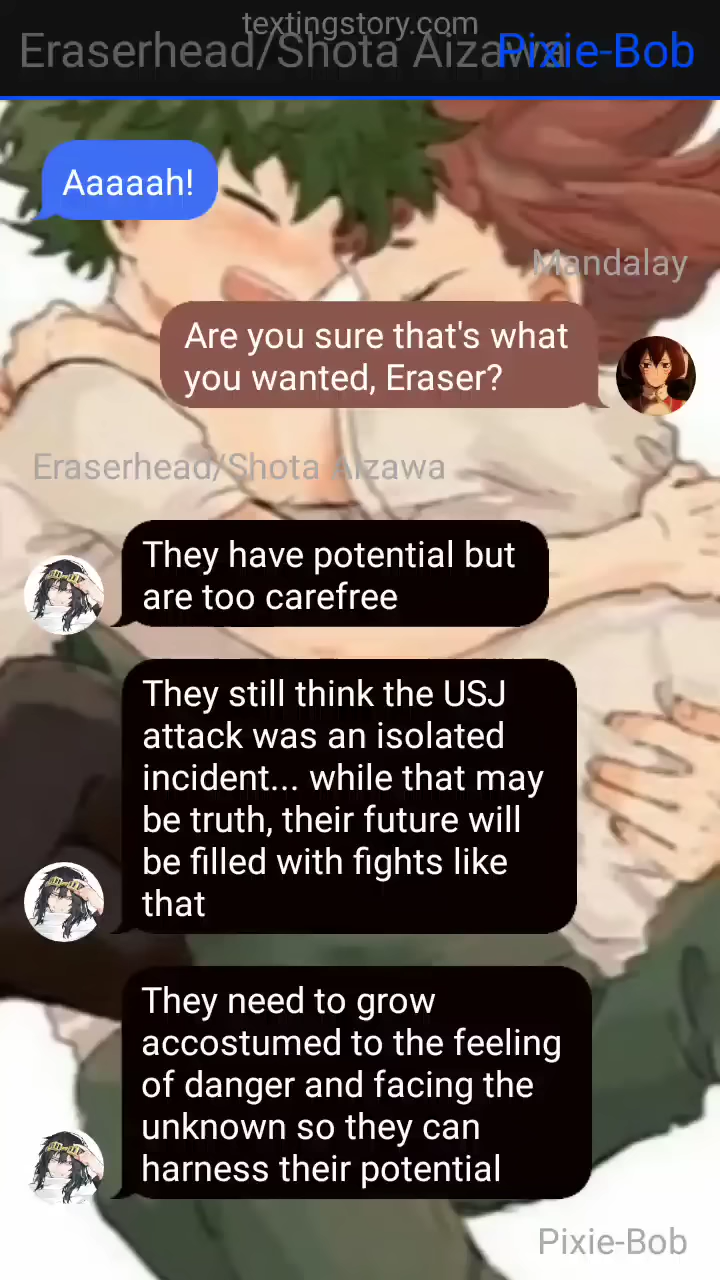 textingstory.com
Eraserhead/Shota Aizawa
Pixie-Bob
Aaaaah!
Mandalay
Are you sure that's what
you wanted, Eraser?
Eraserhead/Shota Aizawa
They have potential but
are too carefree
They still think the USJ
attack was an isolated
incident... while that may
be truth, their future will
be filled with fights like
that
They need to grow
accostumed to the feeling
of danger and facing the
unknown so they can
harness their potential
Pixie-Bob